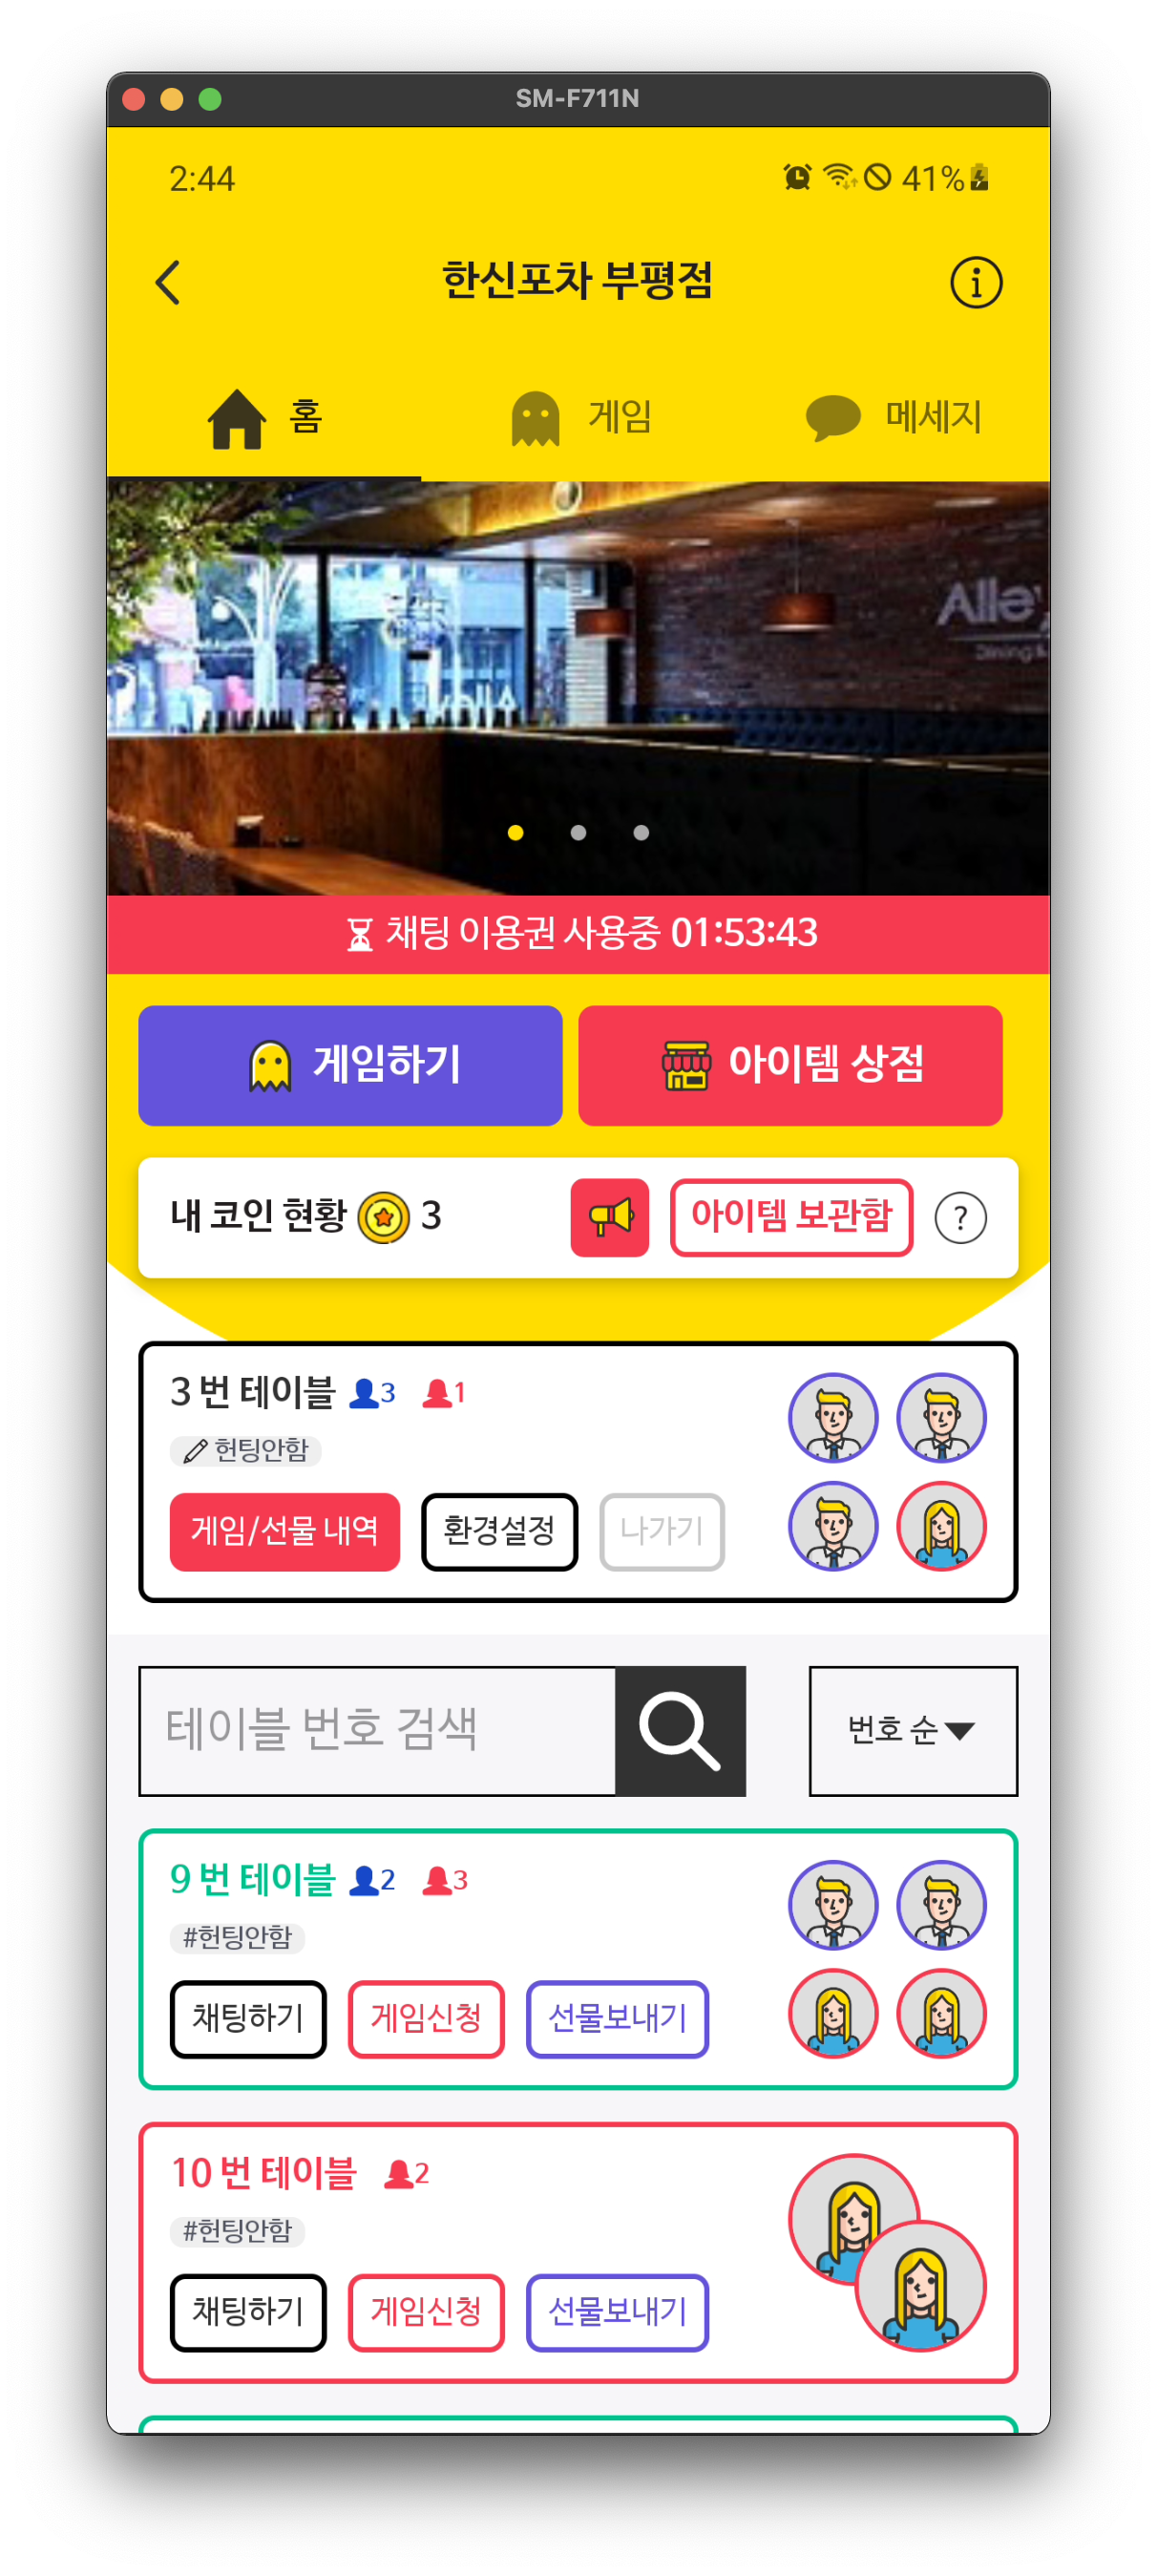 SM-F711N
2:44
41%
한신포차 부평점
홈
게임
메세지
Alley
채팅 이용권 사용중 01:53:43
게임하기
아이템 상점
내 코인 현황 3
아이템 보관함
?
3 번 테이블 3 1
헌팅안함
게임/선물 내역
환경설정
나가기
테이블 번호 검색
번호 순
9 번 테이블 2 3
#헌팅안함
채팅하기
게임신청
선물보내기
10 번 테이블 2
#헌팅안함
채팅하기
게임신청
선물보내기